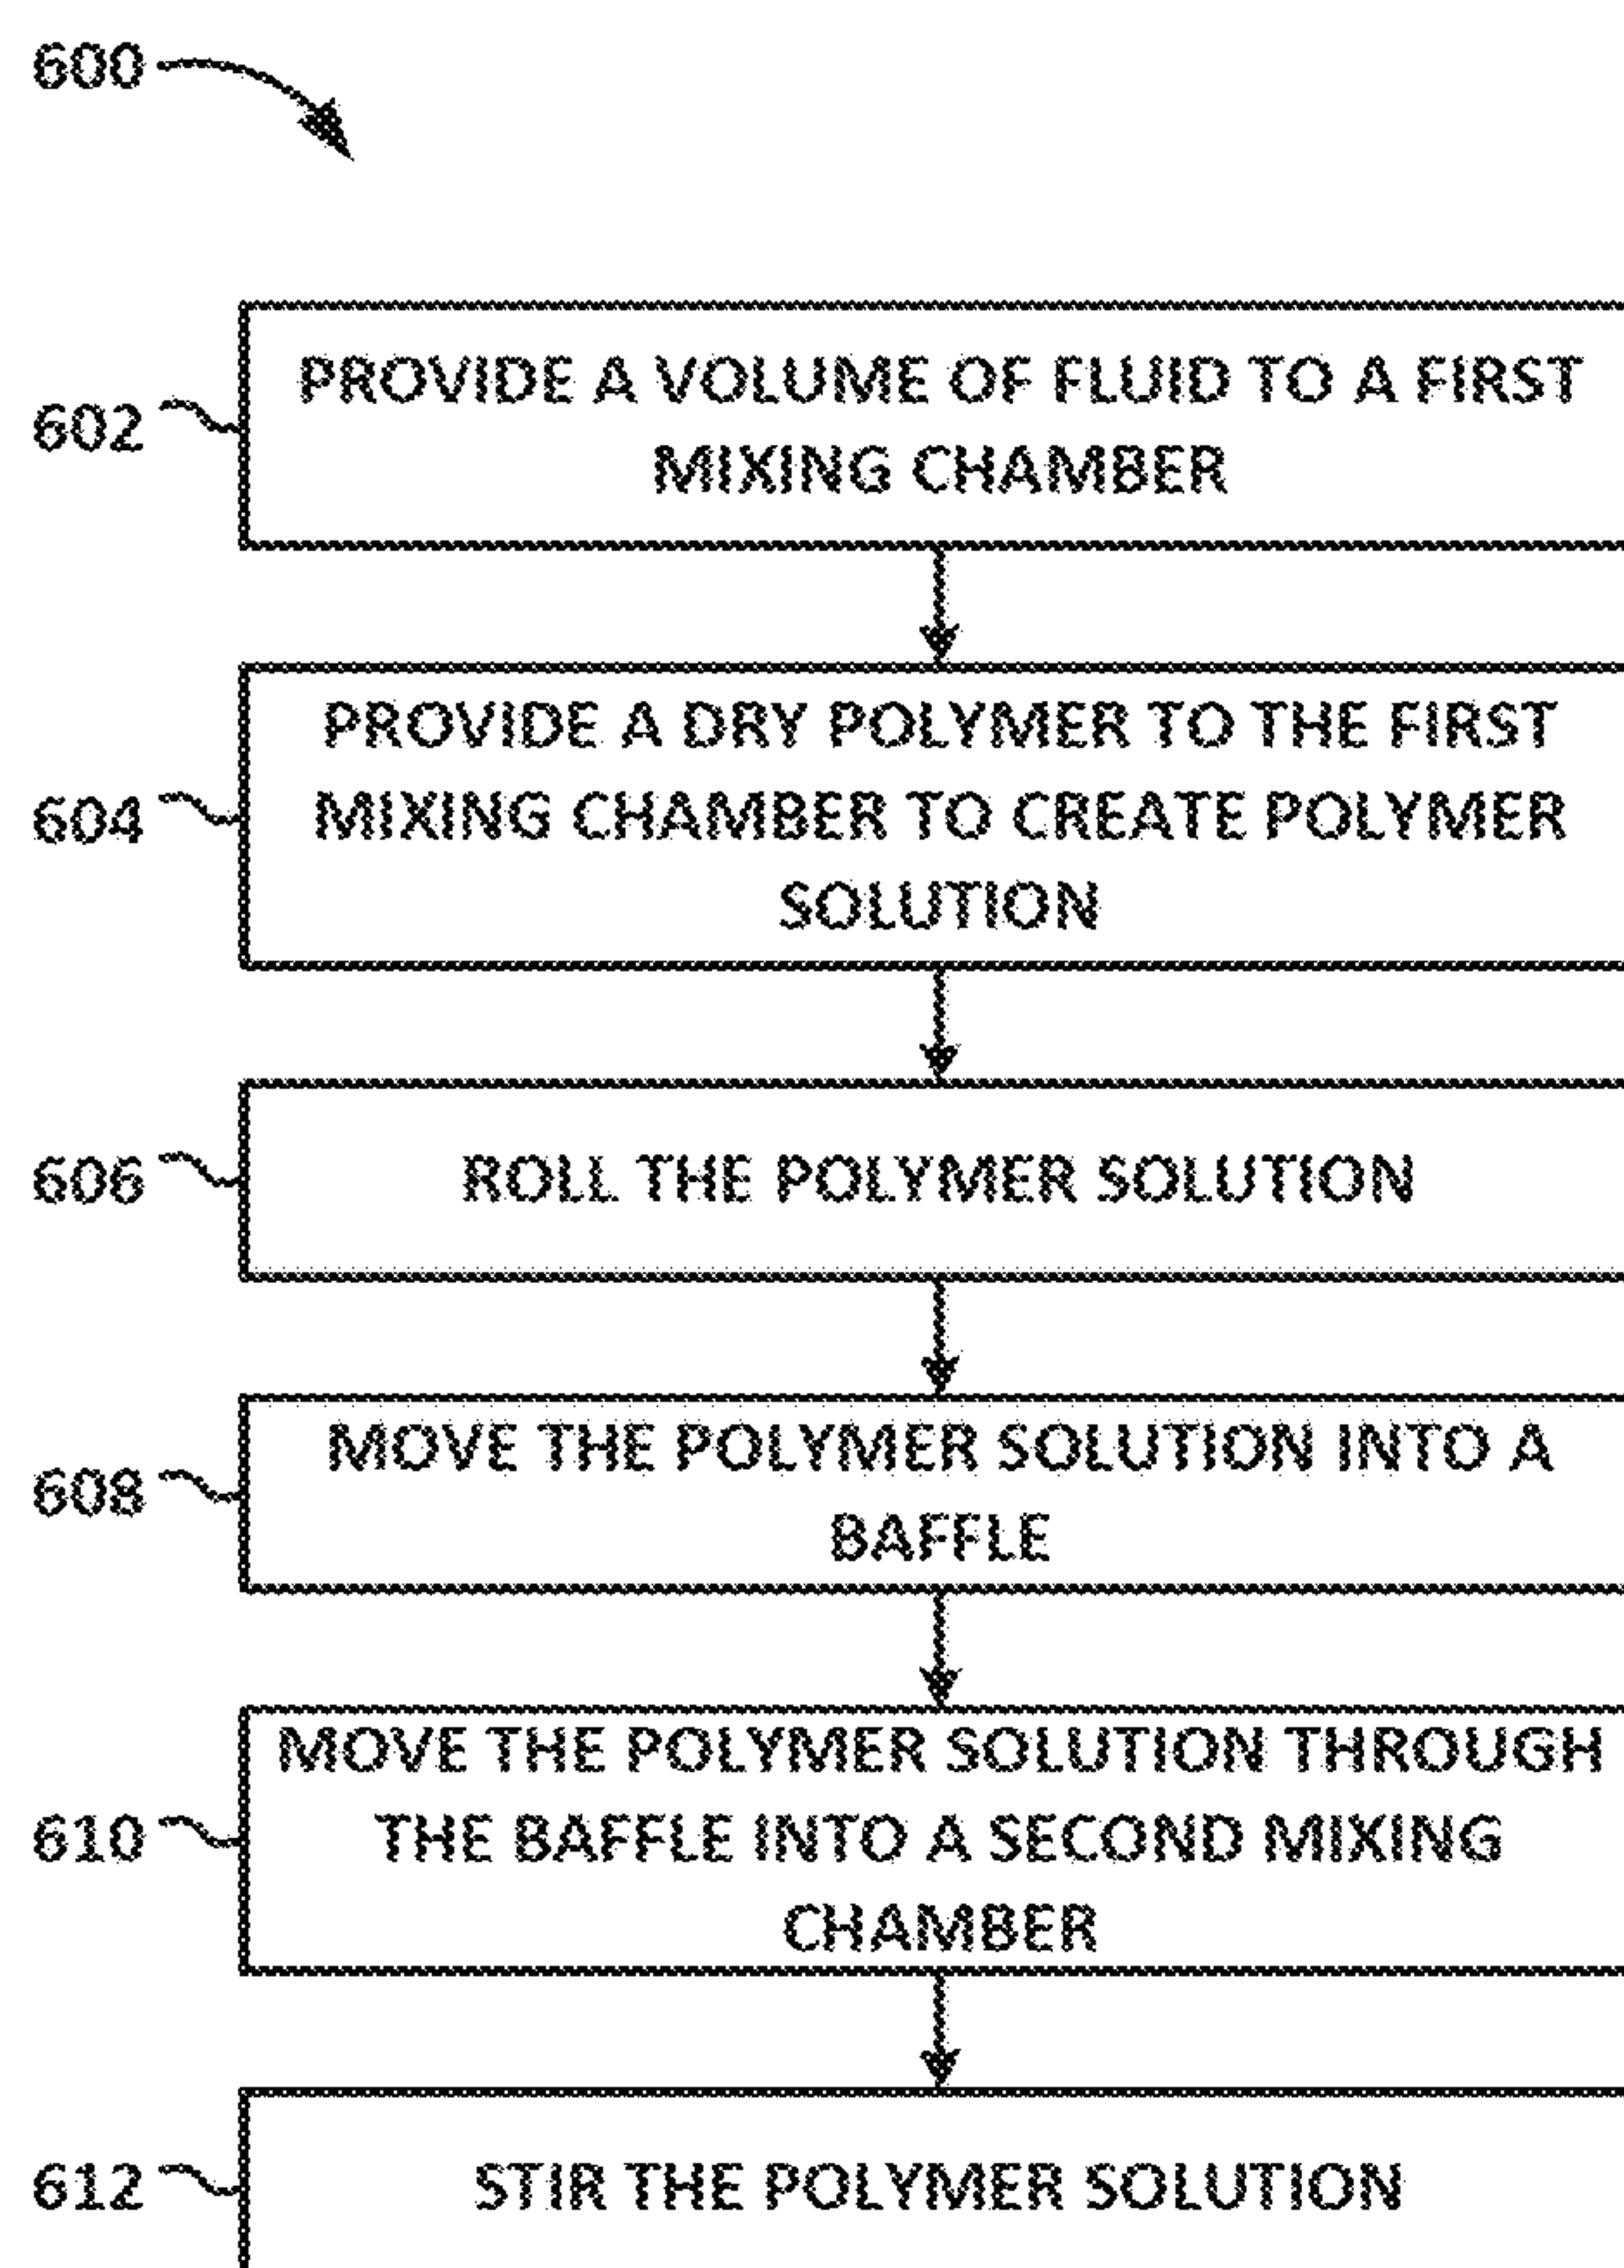 600
602
PROVIDE A VOLUME OF FLUID TO A FIRST
MIXING CHAMBER
604
PROVIDE A DRY POLYMER TO THE FIRST
MIXING CHAMBER TO CREATE POLYMER
SOLUTION
606
ROLL THE POLYMER SOLUTION
608
MOVE THE POLYMER SOLUTION INTO A
BAFFLE
610
MOVE THE POLYMER SOLUTION THROUGH
THE BAFFLE INTO A SECOND MIXING
CHAMBER
612
STIR THE POLYMER SOLUTION